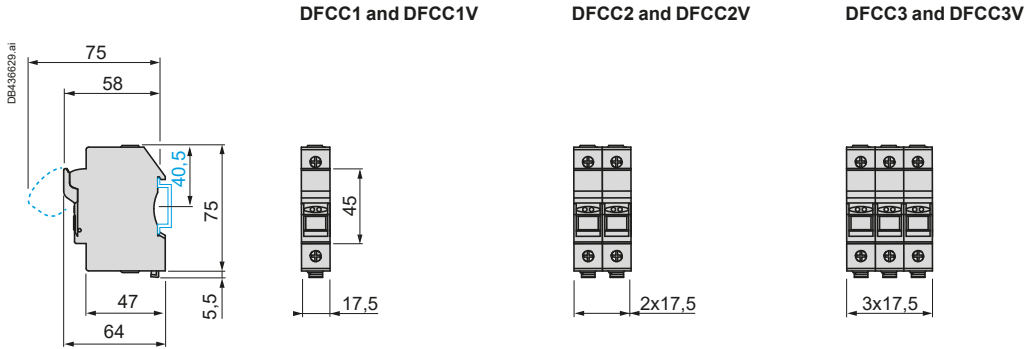 DFCC1 and DFCC1V
DFCC2 and DFCC2V
DFCC3 and DFCC3V
DB436629.ai
75
58
40,5
75
45
47
5,5
64
17,5
2x17,5
3x17,5